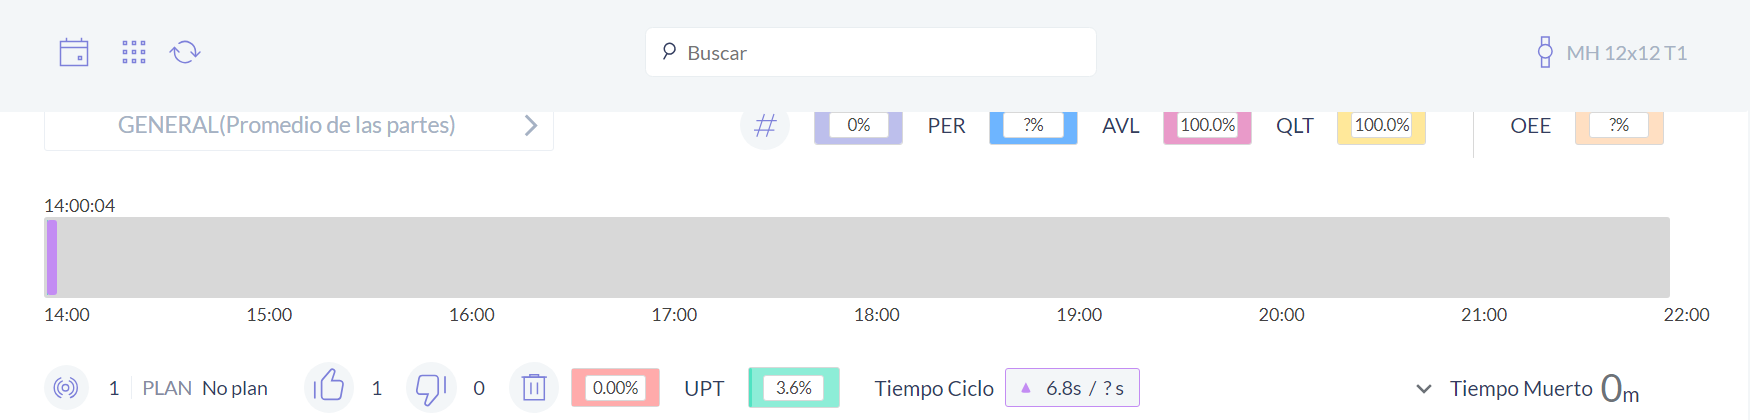 Buscar
MH 12x12 T1
GENERAL(Promedio de las partes)
# 0% PER ?% AVL 100.0% QLT 100.0% OEE ?%
14:00:04
14:00 15:00 16:00 17:00 18:00 19:00 20:00 21:00 22:00
1 PLAN No plan 1 0 0.00% UPT 3.6% Tiempo Ciclo 6.8s / ? s Tiempo Muerto 0m